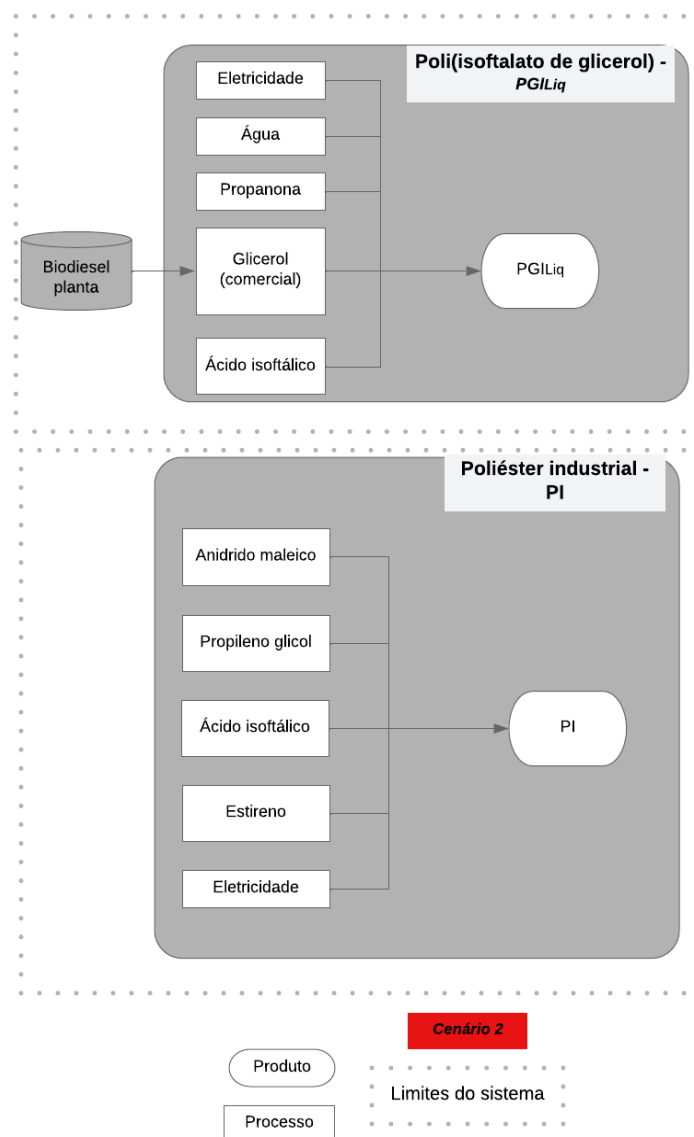 Poli(isoftalato de glicerol) -
PGILiq
Eletricidade
Água
Propanona
Glicerol
(comercial)
Ácido isoftálico
Biodiesel
planta
PGILiq
Poliéster industrial -
PI
Anidrido maleico
Propileno glicol
Ácido isoftálico
Estireno
Eletricidade
PI
Cenário 2
Produto
Limites do sistema
Processo